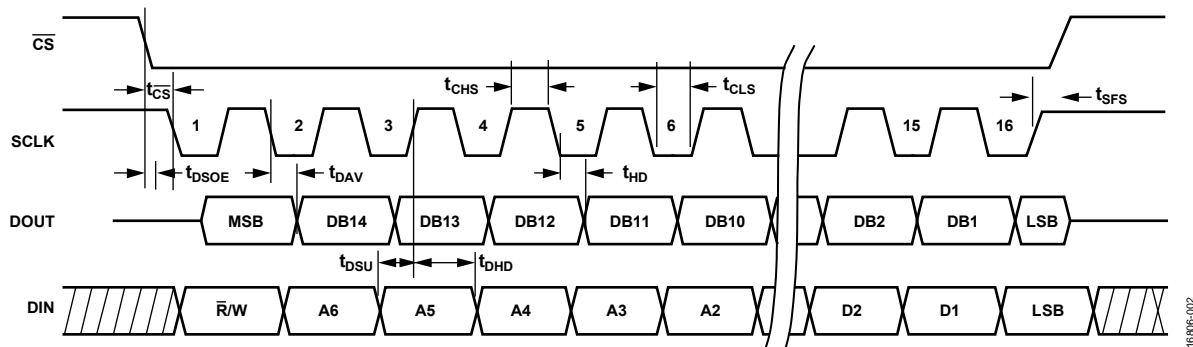 CS
tCS
tCHS
tCLS
tSFS
SCLK
1
2
3
4
5
6
15
16
tDSOE
tDAV
tHD
DOUT
MSB
DB14
DB13
DB12
DB11
DB10
DB2
DB1
LSB
tDSU
tDHD
DIN
R/W
A6
A5
A4
A3
A2
D2
D1
LSB
16806-002